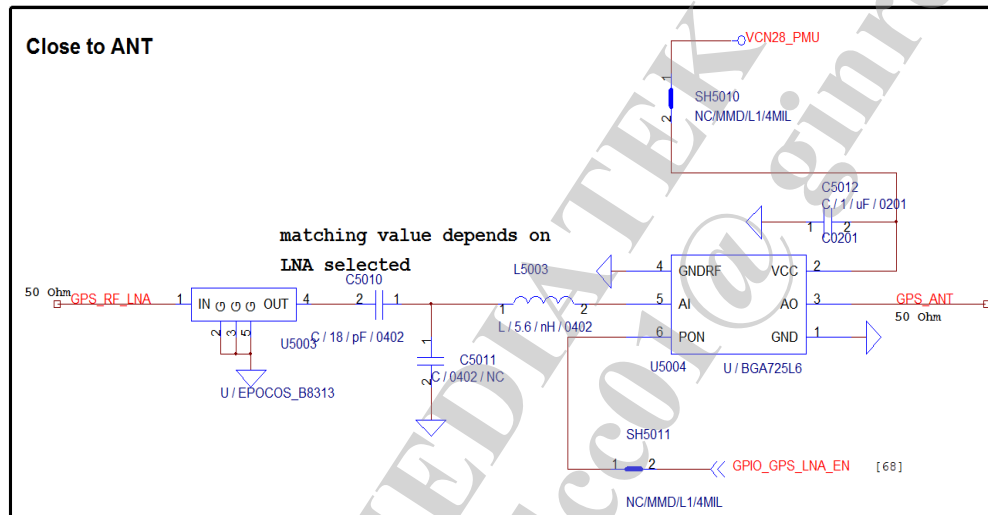 Close to ANT
VCN28_PMU
1
SH5010
2
NC/MMD/L1/4MIL
C5012
C / 1 / uF / 0201
1 2
C0201
matching value depends on
LNA selected
C5010
L5003
4 GNDRF VCC 2
50 Ohm GPS_RF_LNA 1 IN G G G OUT 4 2 1
1 2 5 AI AO 3 GPS_ANT
50 Ohm
L / 5.6 / nH / 0402
6 PON GND 1
2 3 5
U5003 C / 18 / pF / 0402
1 C5011
2 C / 0402 / NC
U5004 U / BGA725L6
U / EPOCOS_B8313
SH5011
1 2 GPIO_GPS_LNA_EN [68]
NC/MMD/L1/4MIL
MEDIATEK